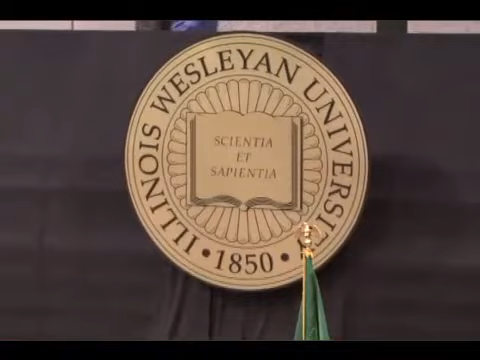 ILLINOIS WESLEYAN UNIVERSITY
SCIENTIA
ET
SAPIENTIA
• 1850 •